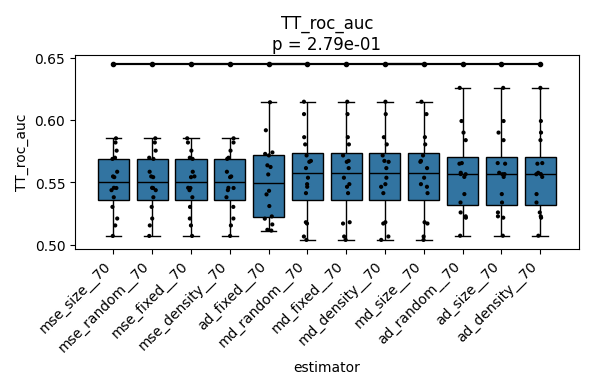 TT_roc_auc
p = 2.79e-01
TT_roc_auc
0.65
0.60
0.55
0.50
mse_size__70
mse_random__70
mse_fixed__70
mse_density__70
ad_fixed__70
md_random__70
md_fixed__70
md_density__70
md_size__70
ad_random__70
ad_size__70
ad_density__70
estimator